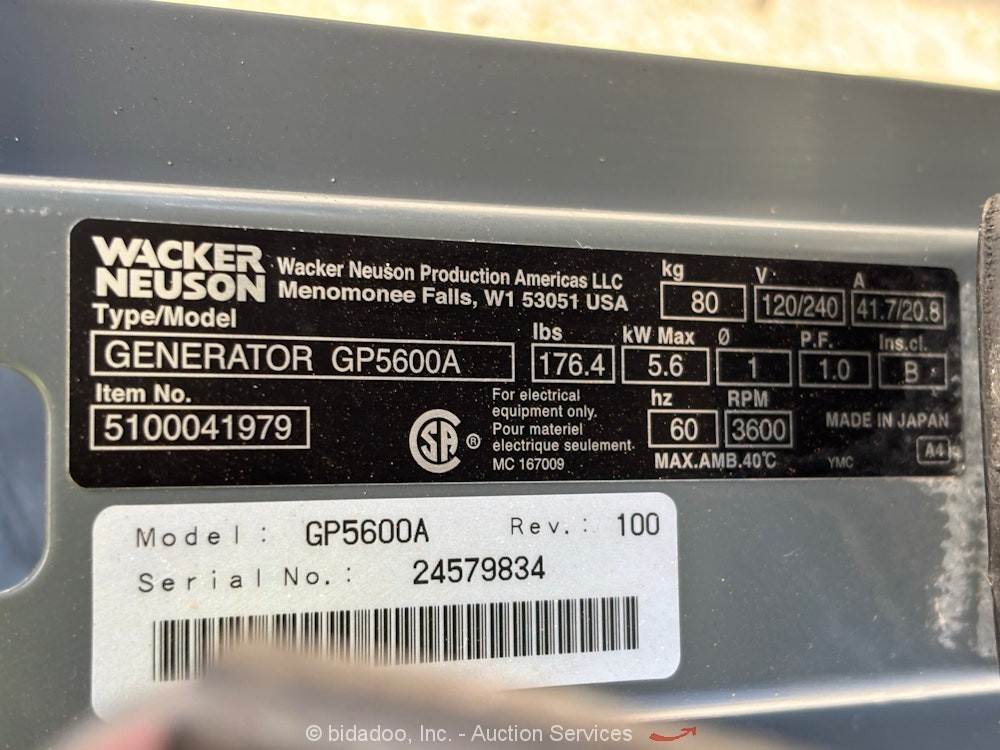 WACKER
NEUSON
Wacker Neuson Production Americas LLC
Menomonee Falls, W1 53051 USA
kg
80
V
120/240
A
41.7/20.8
Type/Model
GENERATOR GP5600A
lbs
176.4
kW Max
5.6
Ø
1
P.F.
1.0
Ins.cl.
B
Item No.
5100041979
CSA ®
For electrical
equipment only.
Pour materiel
electrique seulement.
MC 167009
hz
60
RPM
3600
MAX.AMB.40℃
MADE IN JAPAN
YMC
A4
Model : GP5600A Rev. : 100
Serial No. : 24579834
© bidadoo, Inc. - Auction Services